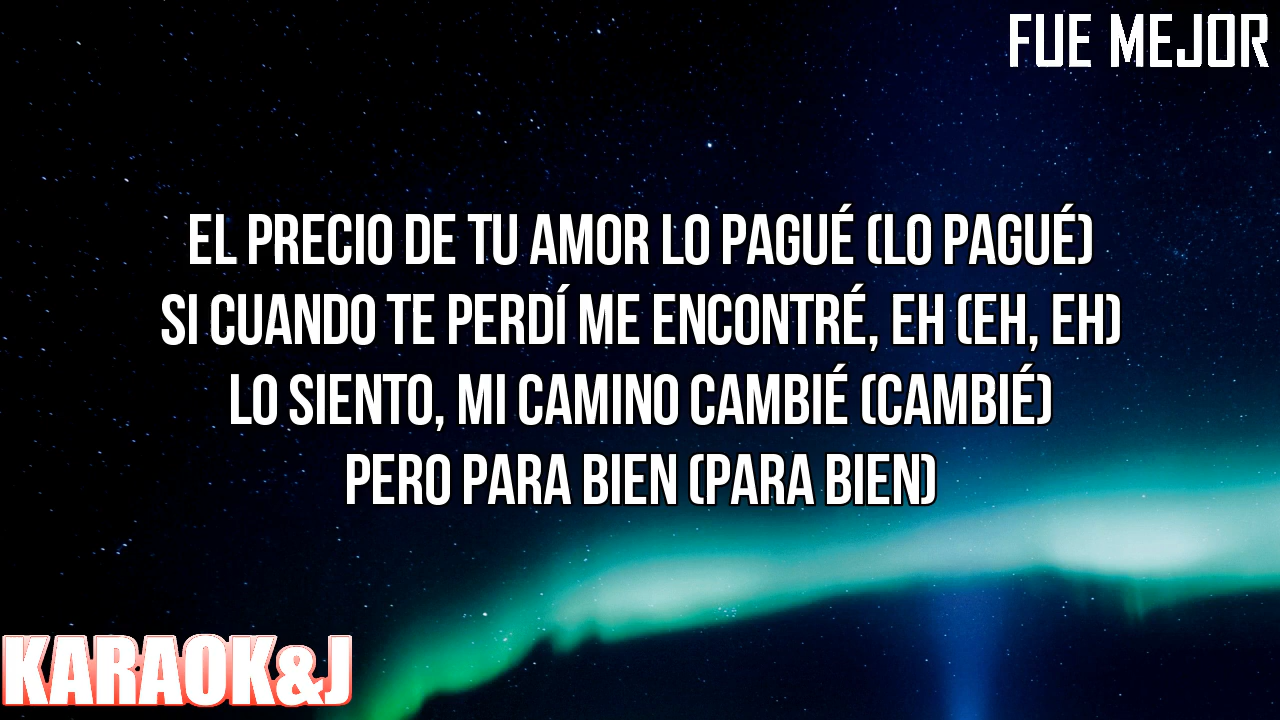 FUE MEJOR
EL PRECIO DE TU AMOR LO PAGUÉ (LO PAGUÉ)
SI CUANDO TE PERDÍ ME ENCONTRÉ, EH (EH, EH)
LO SIENTO, MI CAMINO CAMBIÉ (CAMBIÉ)
PERO PARA BIEN (PARA BIEN)
KARAOK&J